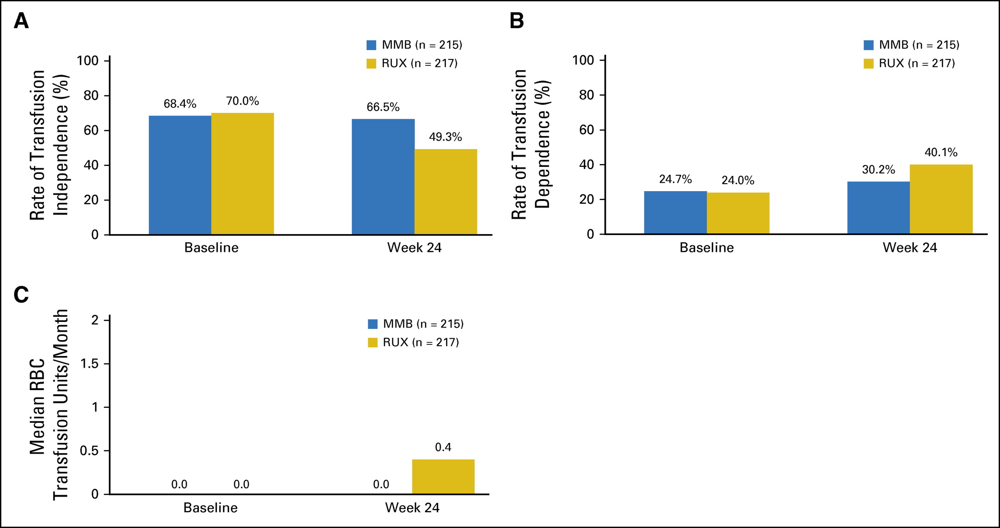 A
MMB (n = 215)
RUX (n = 217)
Rate of Transfusion
Independence (%)
100
80
60
40
20
0
68.4%
70.0%
66.5%
49.3%
Baseline
Week 24
B
MMB (n = 215)
RUX (n = 217)
Rate of Transfusion
Dependence (%)
100
80
60
40
20
0
24.7%
24.0%
30.2%
40.1%
Baseline
Week 24
C
MMB (n = 215)
RUX (n = 217)
Median RBC
Transfusion Units/Month
2
1.5
1
0.5
0
0.0
0.0
0.0
0.4
Baseline
Week 24